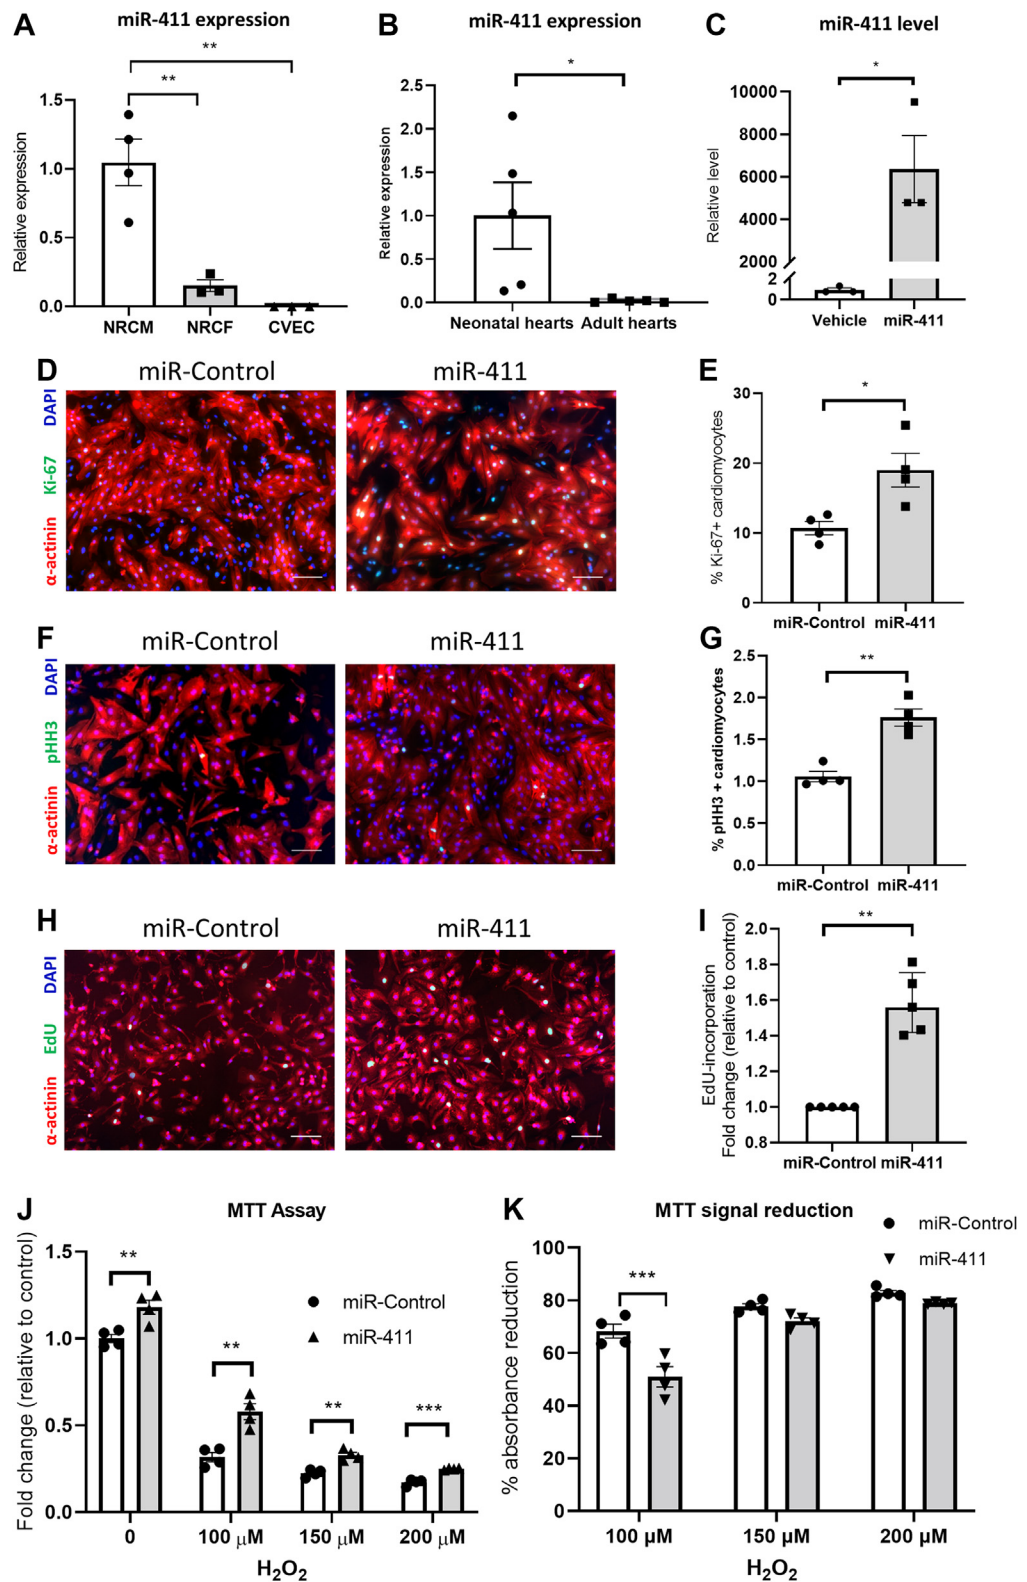 A
miR-411 expression
**
**
Relative expression
1.5
1.0
0.5
0.0
NRCM
NRCF
CVEC
B
miR-411 expression
*
Relative expression
2.5
2.0
1.5
1.0
0.5
0.0
Neonatal hearts
Adult hearts
C
miR-411 level
*
Relative level
10000
8000
6000
4000
2000
2
0
Vehicle
miR-411
D
miR-Control
miR-411
α-actinin Ki-67 DAPI
E
*
% Ki-67+ cardiomyocytes
30
20
10
0
miR-Control
miR-411
F
miR-Control
miR-411
α-actinin pHH3 DAPI
G
**
% pHH3 + cardiomyocytes
2.5
2.0
1.5
1.0
0.5
0.0
miR-Control
miR-411
H
miR-Control
miR-411
α-actinin EdU DAPI
I
**
EdU-incorporation
Fold change (relative to control)
2.0
1.8
1.6
1.4
1.2
1.0
0.8
miR-Control
miR-411
J
MTT Assay
Fold change (relative to control)
1.5
1.0
0.5
0.0
**
**
**
***
miR-Control
miR-411
0
100 μM
150 μM
200 μM
H₂O₂
K
MTT signal reduction
miR-Control
miR-411
% absorbance reduction
100
80
60
40
20
0
***
100 μM
150 μM
200 μM
H₂O₂